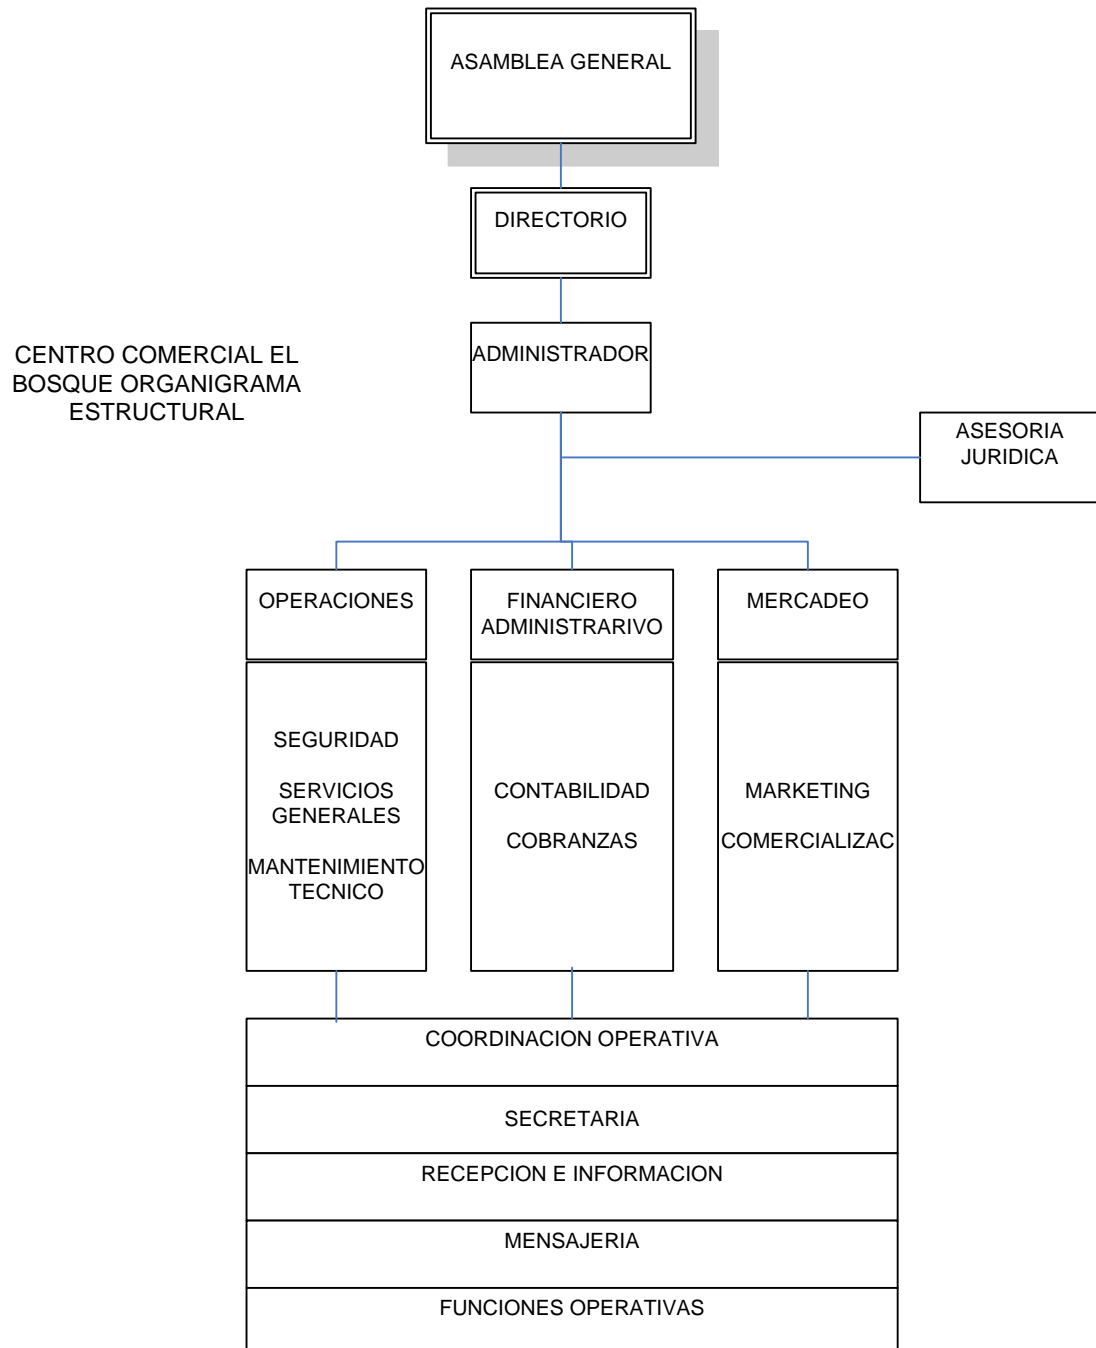 ASAMBLEA GENERAL
DIRECTORIO
ADMINISTRADOR
CENTRO COMERCIAL EL
BOSQUE ORGANIGRAMA
ESTRUCTURAL
ASESORIA
JURIDICA
OPERACIONES
FINANCIERO
ADMINISTRARIVO
MERCADEO
SEGURIDAD
SERVICIOS
GENERALES
MANTENIMIENTO
TECNICO
CONTABILIDAD
COBRANZAS
MARKETING
COMERCIALIZAC
COORDINACION OPERATIVA
SECRETARIA
RECEPCION E INFORMACION
MENSAJERIA
FUNCIONES OPERATIVAS